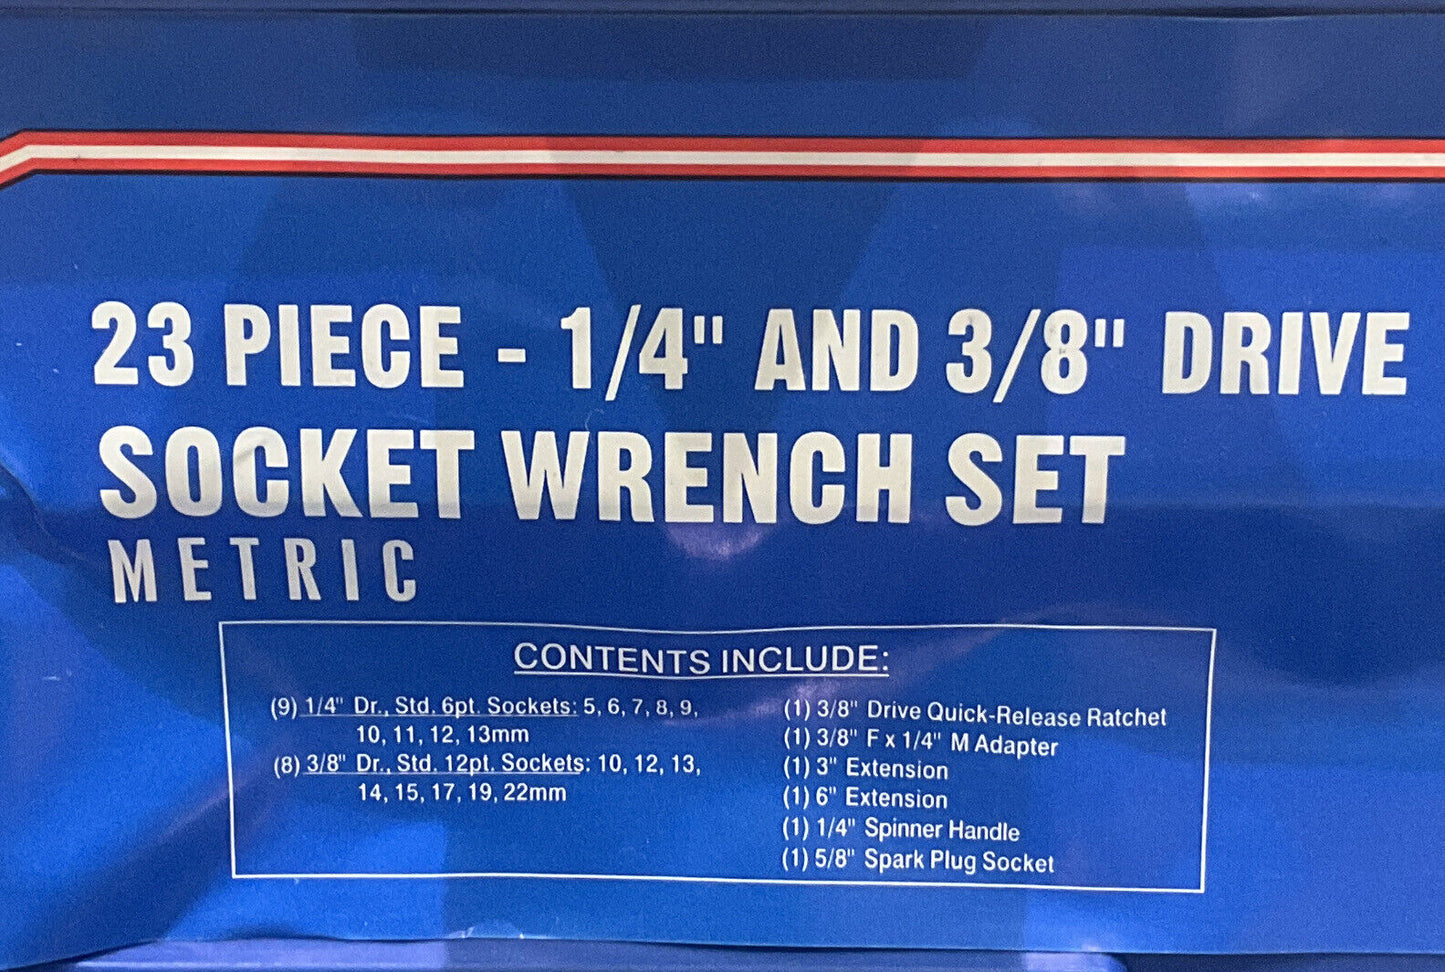 23 PIECE - 1/4" AND 3/8" DRIVE
SOCKET WRENCH SET
METRIC
CONTENTS INCLUDE:
(9) 1/4" Dr., Std. 6pt. Sockets: 5, 6, 7, 8, 9,
10, 11, 12, 13mm
(8) 3/8" Dr., Std. 12pt. Sockets: 10, 12, 13,
14, 15, 17, 19, 22mm
(1) 3/8" Drive Quick-Release Ratchet
(1) 3/8" F x 1/4" M Adapter
(1) 3" Extension
(1) 6" Extension
(1) 1/4" Spinner Handle
(1) 5/8" Spark Plug Socket